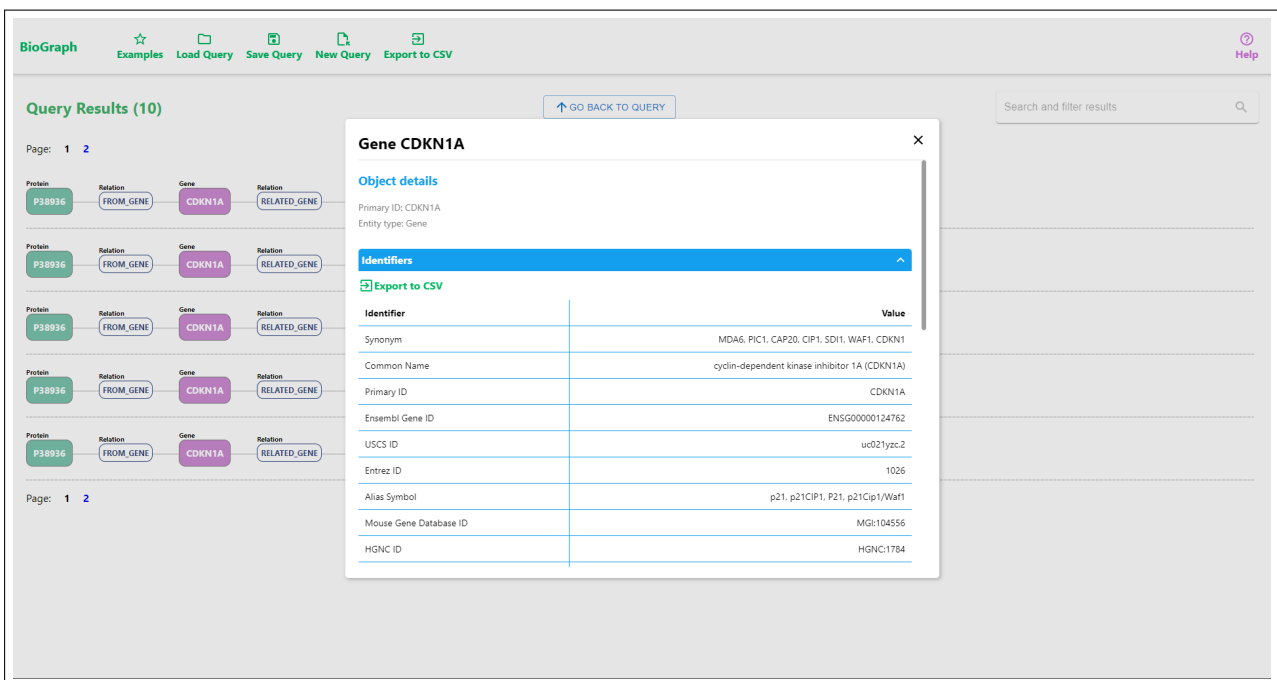 BioGraph
Examples Load Query Save Query New Query Export to CSV
Help
Query Results (10)
GO BACK TO QUERY
Search and filter results
Page: 1 2
Gene CDKN1A
Object details
Primary ID: CDKN1A
Entity type: Gene
Identifiers
Export to CSV
Identifier Value
Synonym MDA6, PIC1, CAP20, CIP1, SDI1, WAF1, CDKN1
Common Name cyclin-dependent kinase inhibitor 1A (CDKN1A)
Primary ID CDKN1A
Ensembl Gene ID ENSG00000124762
USCS ID uc021yzc.2
Entrez ID 1026
Alias Symbol p21, p21CIP1, P21, p21Cip1/Waf1
Mouse Gene Database ID MGI:104556
HGNC ID HGNC:1784
Protein Relation Gene Relation
P38936 FROM_GENE CDKN1A RELATED_GENE
Protein Relation Gene Relation
P38936 FROM_GENE CDKN1A RELATED_GENE
Protein Relation Gene Relation
P38936 FROM_GENE CDKN1A RELATED_GENE
Protein Relation Gene Relation
P38936 FROM_GENE CDKN1A RELATED_GENE
Protein Relation Gene Relation
P38936 FROM_GENE CDKN1A RELATED_GENE
Page: 1 2